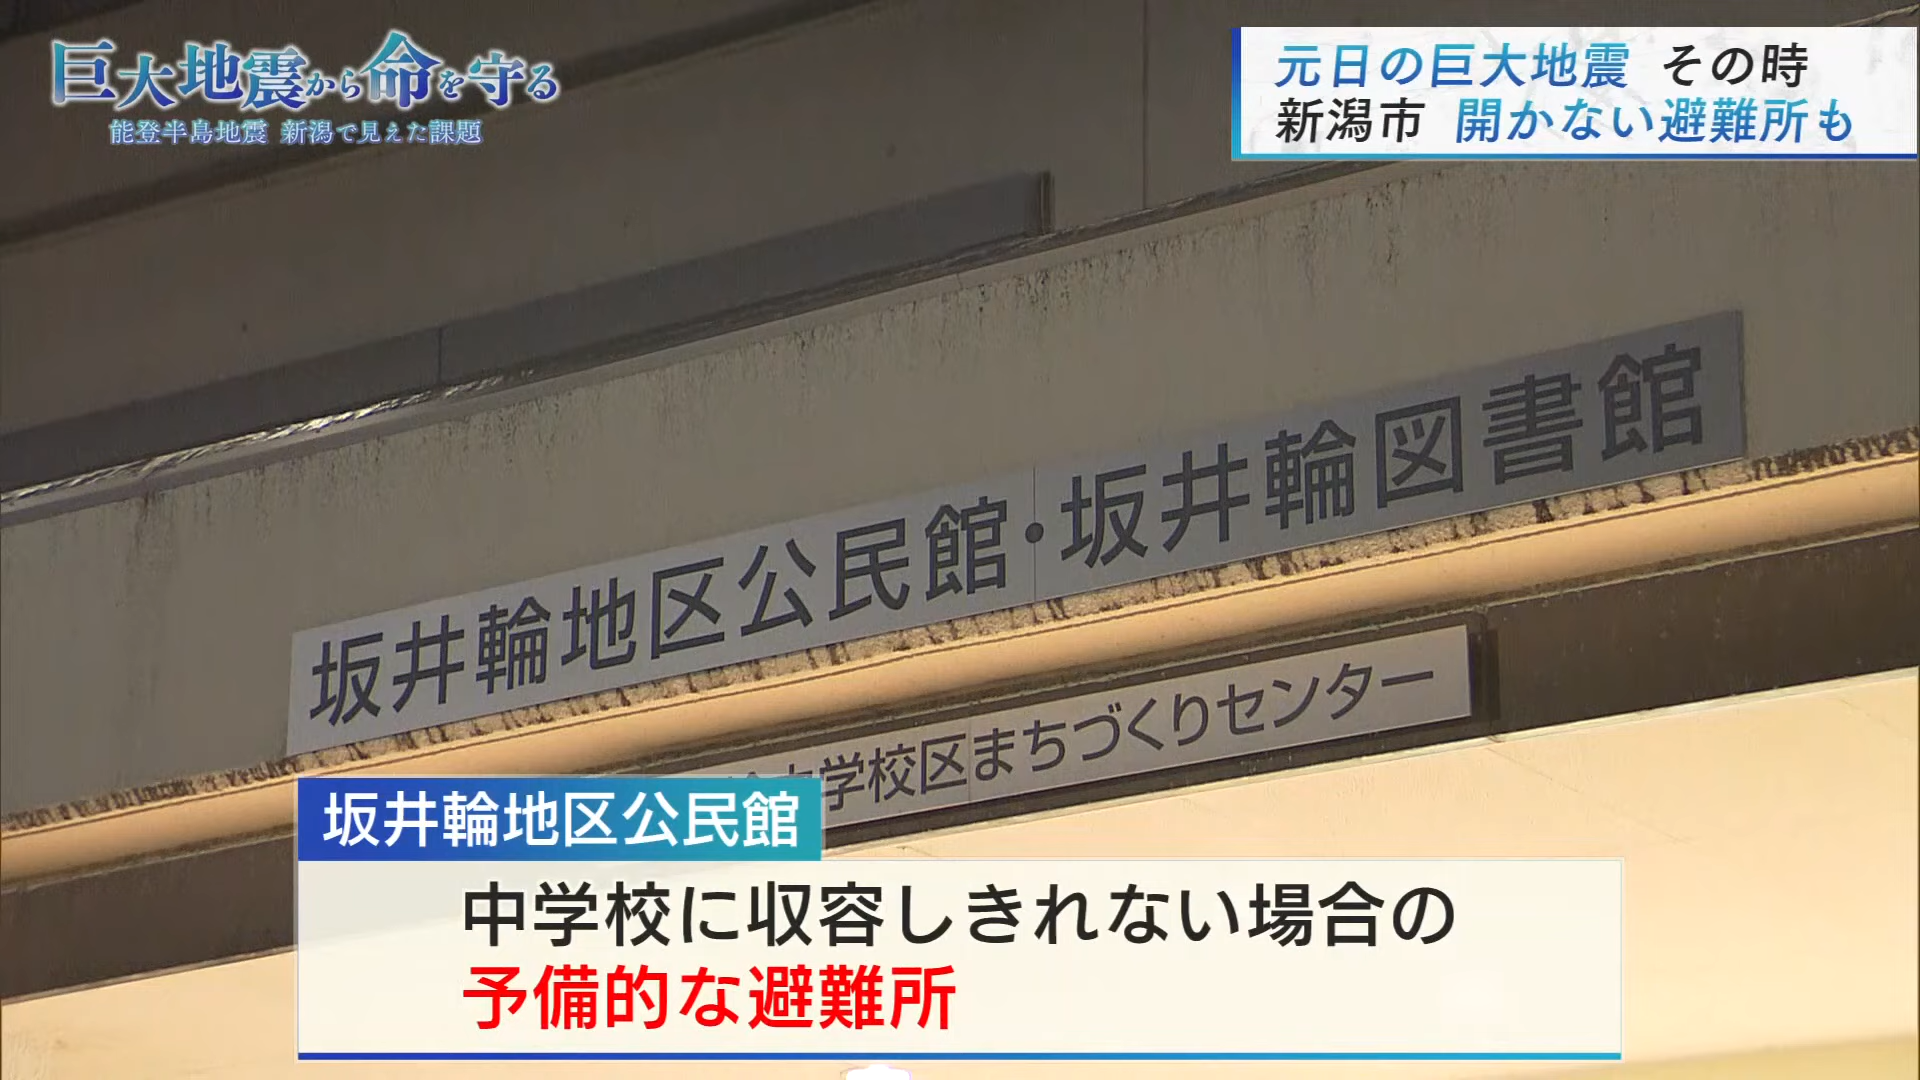 巨大地震から命を守る
能登半島地震 新潟で見えた課題
元日の巨大地震 その時
新潟市 開かない避難所も
坂井輪地区公民館・坂井輪図書館
中学校区まちづくりセンター
坂井輪地区公民館
中学校に収容しきれない場合の
予備的な避難所